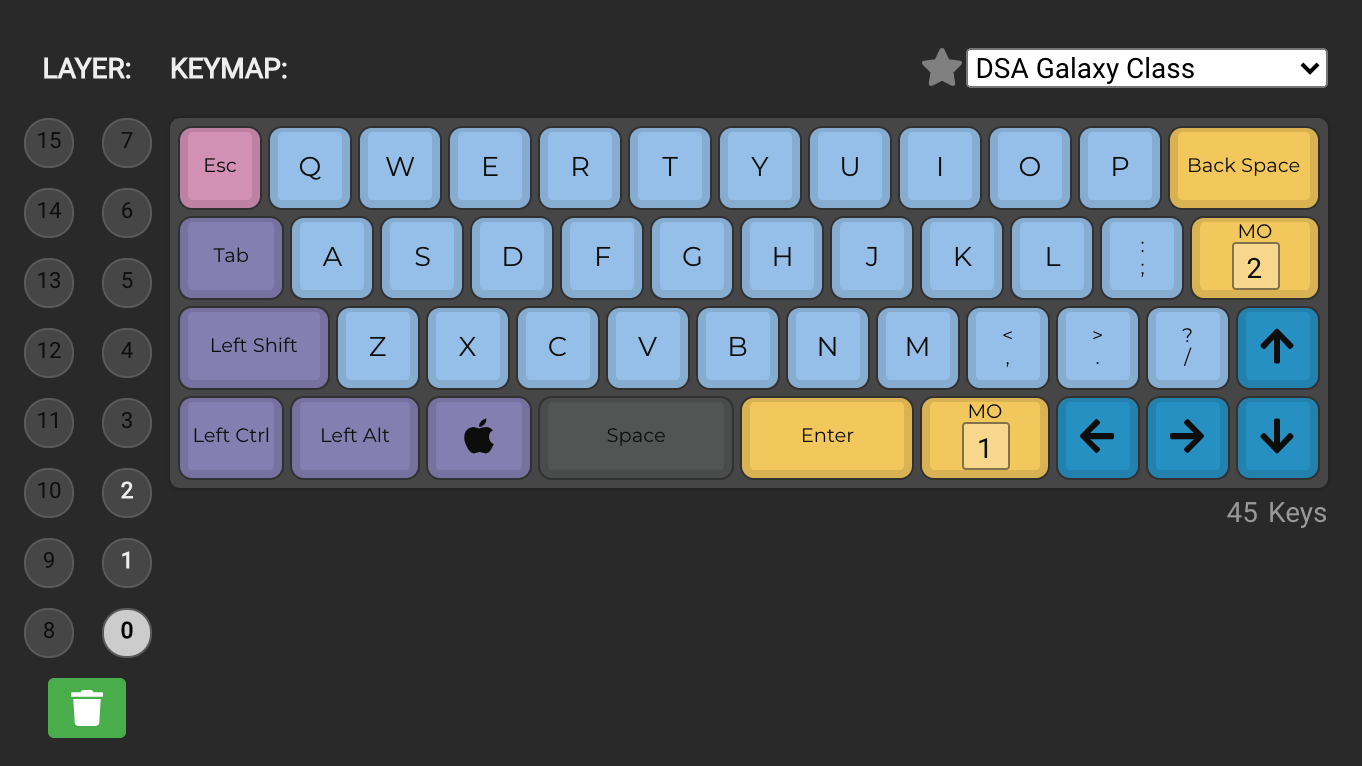 LAYER: KEYMAP: DSA Galaxy Class
15 7
14 6
13 5
12 4
11 3
10 2
9 1
8 0
Esc Q W E R T Y U I O P Back Space
Tab A S D F G H J K L : ; MO 2
Left Shift Z X C V B N M < , > . ? /
Left Ctrl Left Alt Space Enter MO 1
45 Keys